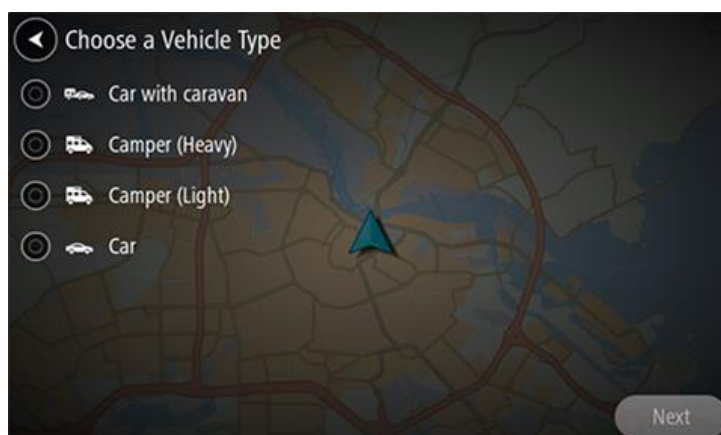 Choose a Vehicle Type
Car with caravan
Camper (Heavy)
Camper (Light)
Car
Next